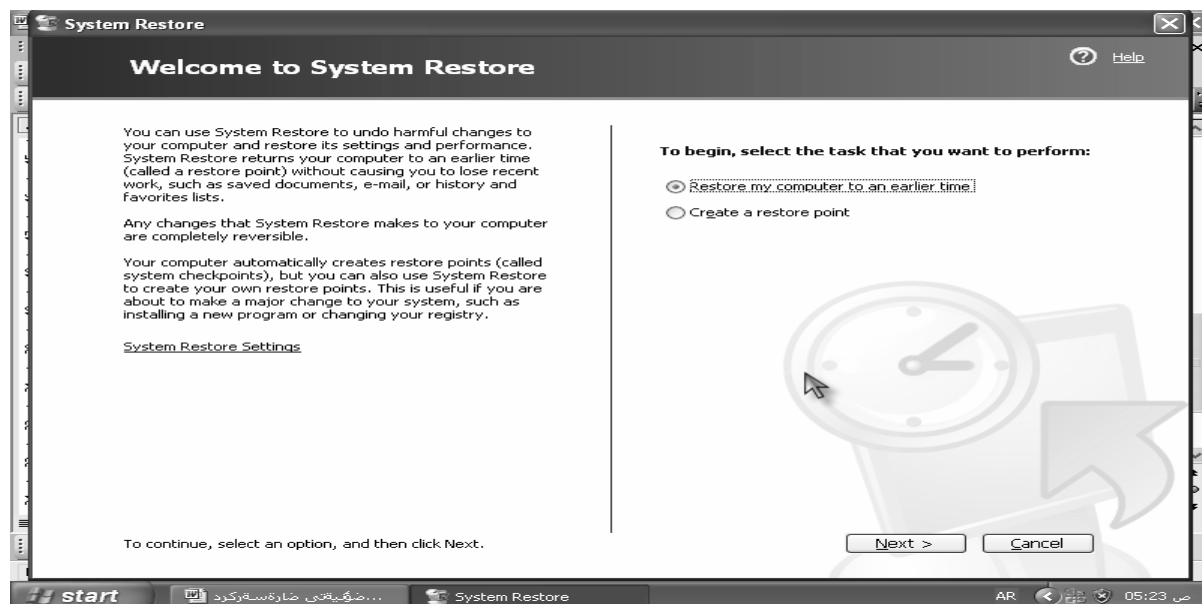 System Restore
Welcome to System Restore
Help
You can use System Restore to undo harmful changes to
your computer and restore its settings and performance.
System Restore returns your computer to an earlier time
(called a restore point) without causing you to lose recent
work, such as saved documents, e-mail, or history and
favorites lists.
Any changes that System Restore makes to your computer
are completely reversible.
Your computer automatically creates restore points (called
system checkpoints), but you can also use System Restore
to create your own restore points. This is useful if you are
about to make a major change to your system, such as
installing a new program or changing your registry.
System Restore Settings
To continue, select an option, and then click Next.
To begin, select the task that you want to perform:
Restore my computer to an earlier time
Create a restore point
Next >
Cancel
start
System Restore
AR
05:23 ص